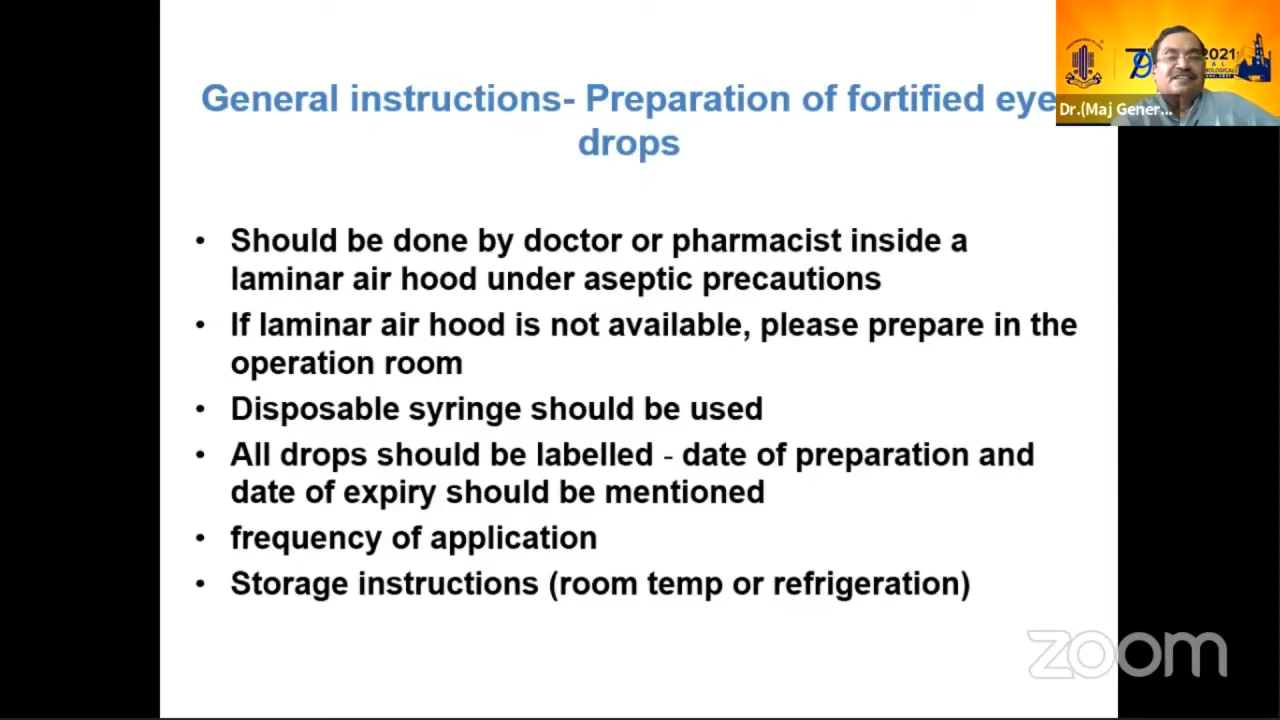 General instructions- Preparation of fortified eye
drops
• Should be done by doctor or pharmacist inside a
laminar air hood under aseptic precautions
• If laminar air hood is not available, please prepare in the
operation room
• Disposable syringe should be used
• All drops should be labelled - date of preparation and
date of expiry should be mentioned
• frequency of application
• Storage instructions (room temp or refrigeration)
2021
Dr.(Maj Gener...
zoom